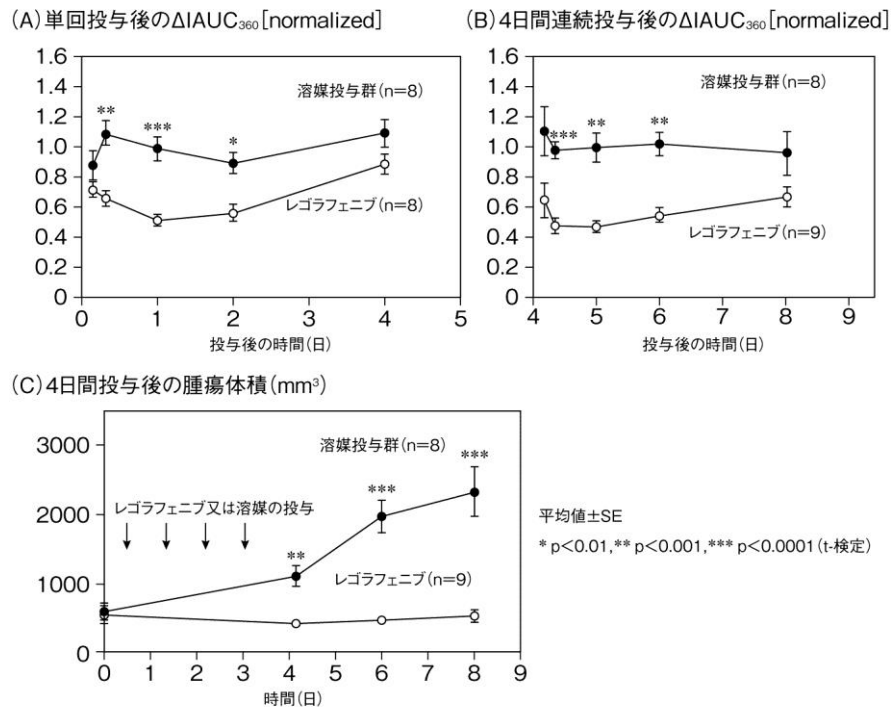 (A)単回投与後のΔIAUC₃₆₀[normalized]
1.6
1.4
1.2
1.0
0.8
0.6
0.4
0.2
0
溶媒投与群(n=8)
**
***
*
レゴラフェニブ(n=8)
0 1 2 3 4 5
投与後の時間(日)
(B)4日間連続投与後のΔIAUC₃₆₀[normalized]
1.6
1.4
1.2
1.0
0.8
0.6
0.4
0.2
0
溶媒投与群(n=8)
***
**
**
レゴラフェニブ(n=9)
4 5 6 7 8 9
投与後の時間(日)
(C)4日間投与後の腫瘍体積(mm³)
3000
2000
1000
0
溶媒投与群(n=8)
***
***
レゴラフェニブ又は溶媒の投与
**
レゴラフェニブ(n=9)
0 1 2 3 4 5 6 7 8 9
時間(日)
平均値±SE
* p<0.01,** p<0.001,*** p<0.0001(t-検定)